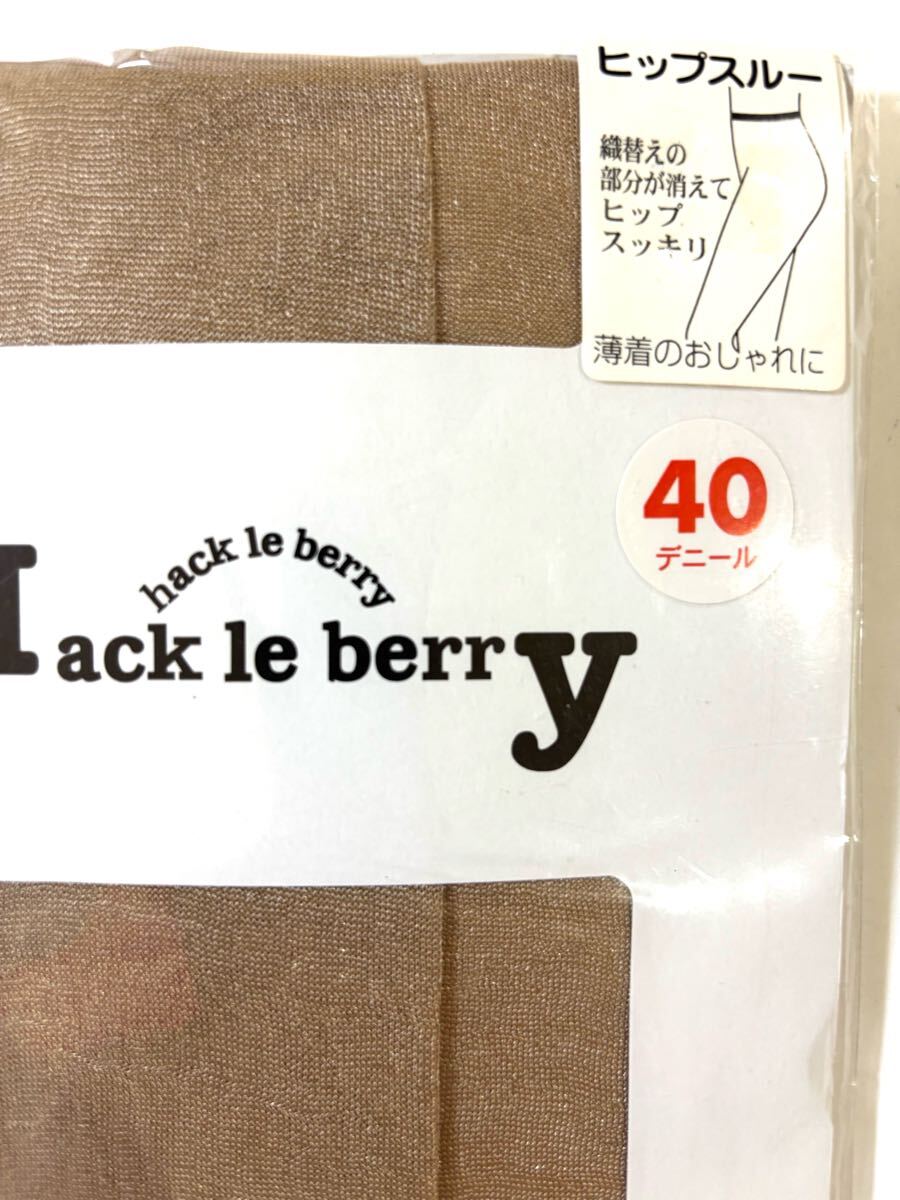 ヒップスルー
織替えの
部分が消えて
ヒップ
スッキリ
薄着のおしゃれに
40
デニール
hack le berry
ack le berry